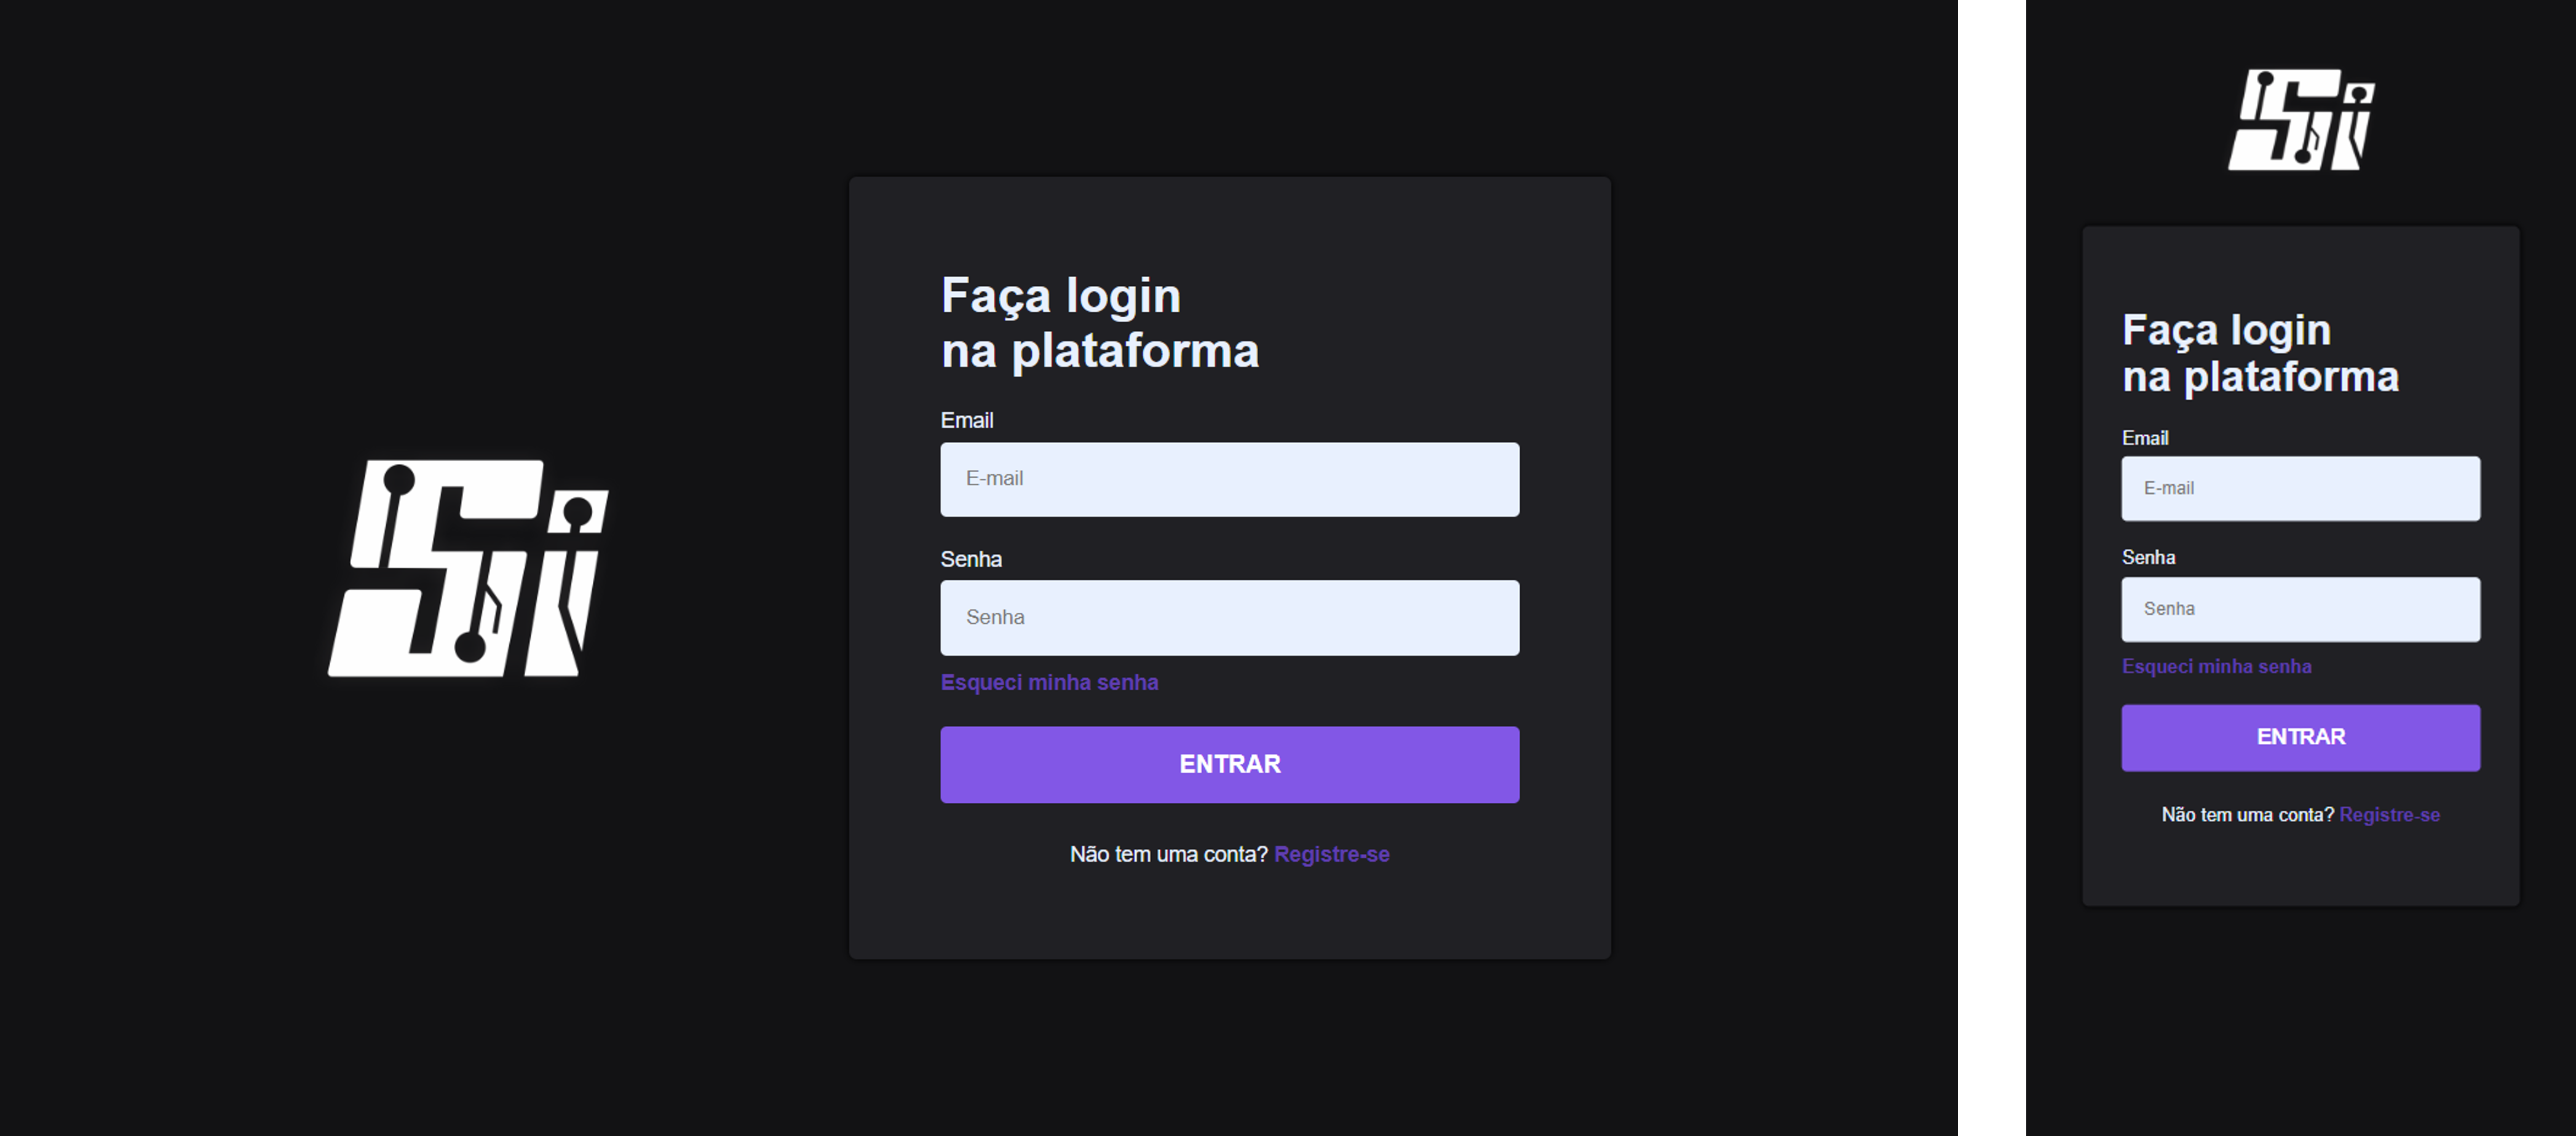 Si
Faça login
na plataforma
Email
E-mail
Senha
Senha
Esqueci minha senha
ENTRAR
Não tem uma conta? Registre-se
Si
Faça login
na plataforma
Email
E-mail
Senha
Senha
Esqueci minha senha
ENTRAR
Não tem uma conta? Registre-se